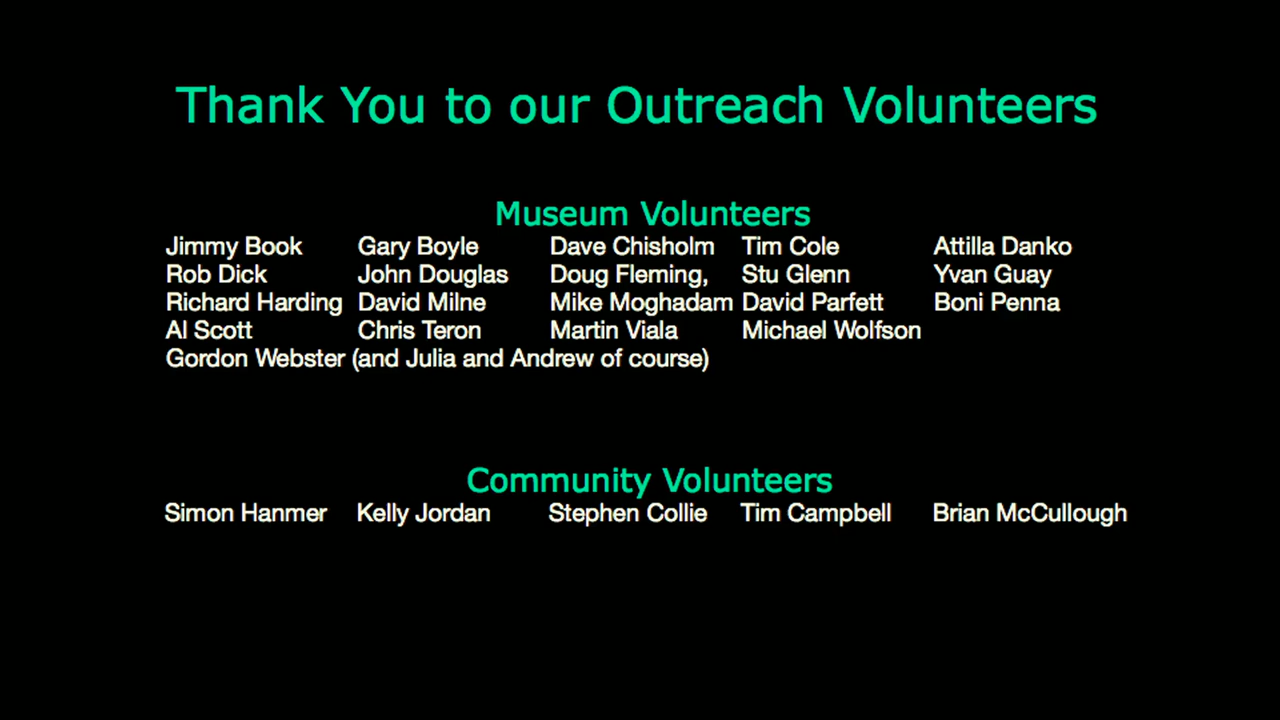 Thank You to our Outreach Volunteers
Museum Volunteers
Jimmy Book Gary Boyle Dave Chisholm Tim Cole Attilla Danko
Rob Dick John Douglas Doug Fleming, Stu Glenn Yvan Guay
Richard Harding David Milne Mike Moghadam David Parfett Boni Penna
Al Scott Chris Teron Martin Viala Michael Wolfson
Gordon Webster (and Julia and Andrew of course)
Community Volunteers
Simon Hanmer Kelly Jordan Stephen Collie Tim Campbell Brian McCullough